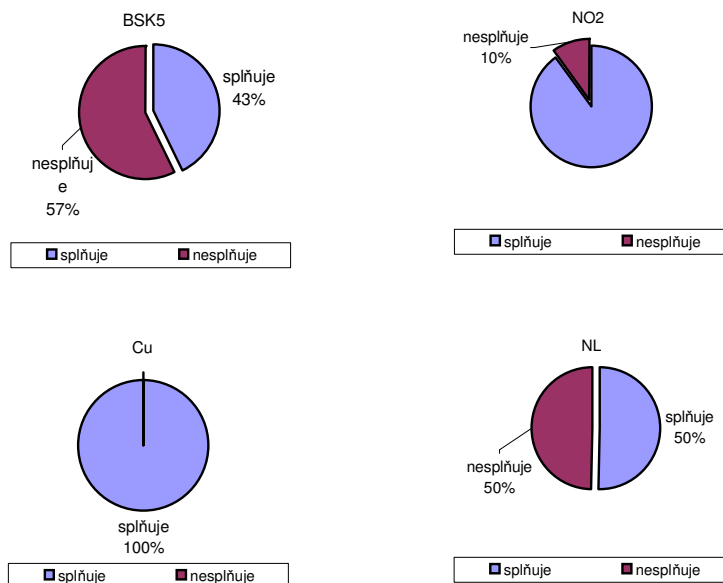 BSK5
splňuje
43%
nesplňuj
e
57%
splňuje nesplňuje
NO2
nesplňuje
10%
splňuje nesplňuje
Cu
splňuje
100%
splňuje nesplňuje
NL
splňuje
50%
nesplňuje
50%
splňuje nesplňuje